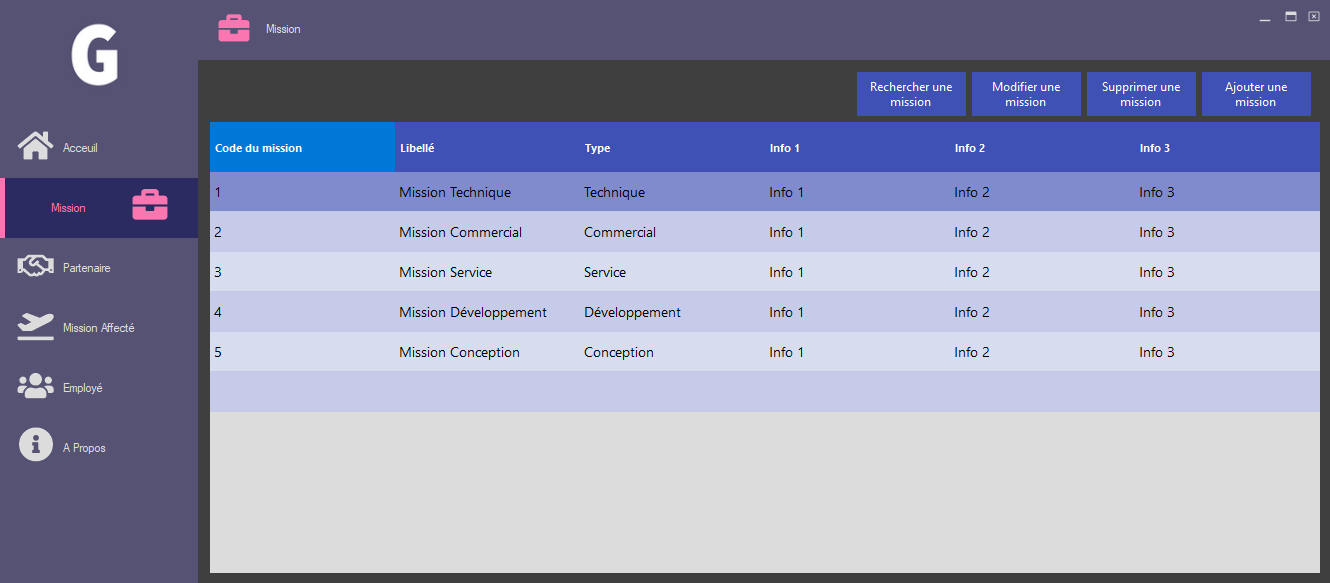 G
Mission
Acceuil
Mission
Partenaire
Mission Affecté
Employé
A Propos
Rechercher une
mission
Modifier une
mission
Supprimer une
mission
Ajouter une
mission
Code du mission Libellé Type Info 1 Info 2 Info 3
1 Mission Technique Technique Info 1 Info 2 Info 3
2 Mission Commercial Commercial Info 1 Info 2 Info 3
3 Mission Service Service Info 1 Info 2 Info 3
4 Mission Développement Développement Info 1 Info 2 Info 3
5 Mission Conception Conception Info 1 Info 2 Info 3